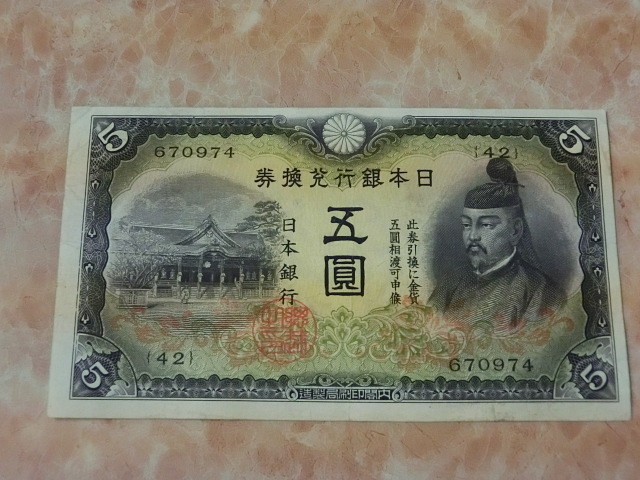 5 5
670974 {42}
日本銀行兌換券
五圓
日本銀行
此券引換に金貨
五圓相渡可申候
{42} 670974
5 5
内閣印刷局製造